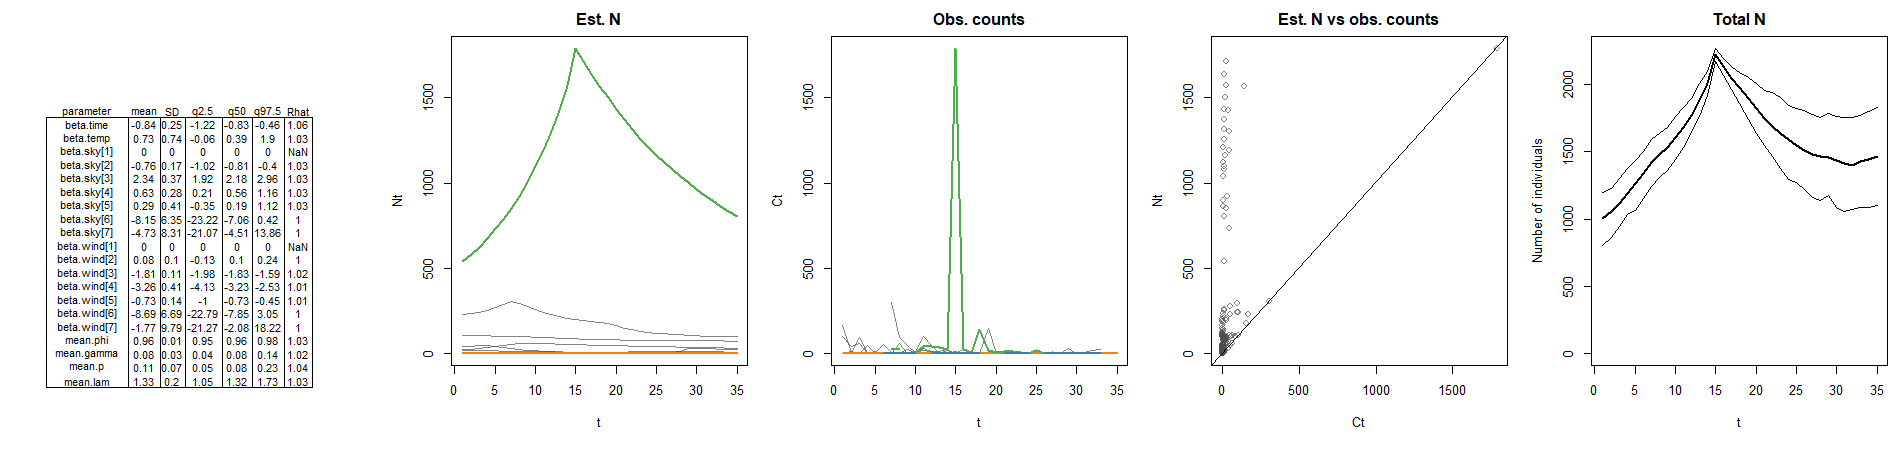 parameter mean SD q2.5 q50 q97.5 Rhat
beta.time -0.84 0.25 -1.22 -0.83 -0.46 1.06
beta.temp 0.73 0.74 -0.06 0.39 1.9 1.03
beta.sky[1] 0 0 0 0 0 NaN
beta.sky[2] -0.76 0.17 -1.02 -0.81 -0.4 1.03
beta.sky[3] 2.34 0.37 1.92 2.18 2.96 1.03
beta.sky[4] 0.63 0.28 0.21 0.56 1.16 1.03
beta.sky[5] 0.29 0.41 -0.35 0.19 1.12 1.03
beta.sky[6] -8.15 6.35 -23.22 -7.06 0.42 1
beta.sky[7] -4.73 8.31 -21.07 -4.51 13.86 1
beta.wind[1] 0 0 0 0 0 NaN
beta.wind[2] 0.08 0.1 -0.13 0.1 0.24 1
beta.wind[3] -1.81 0.11 -1.98 -1.83 -1.59 1.02
beta.wind[4] -3.26 0.41 -4.13 -3.23 -2.53 1.01
beta.wind[5] -0.73 0.14 -1 -0.73 -0.45 1.01
beta.wind[6] -8.69 6.69 -22.79 -7.85 3.05 1
beta.wind[7] -1.77 9.79 -21.27 -2.08 18.22 1
mean.phi 0.96 0.01 0.95 0.96 0.98 1.03
mean.gamma 0.08 0.03 0.04 0.08 0.14 1.02
mean.p 0.11 0.07 0.05 0.08 0.23 1.04
mean.lam 1.33 0.2 1.05 1.32 1.73 1.03
Est. N
Nt
1500
1000
500
0
0 5 10 15 20 25 30 35
t
Obs. counts
Ct
1500
1000
500
0
0 5 10 15 20 25 30 35
t
Est. N vs obs. counts
Nt
1500
1000
500
0
0 500 1000 1500
Ct
Total N
Number of individuals
2000
1500
1000
500
0
0 5 10 15 20 25 30 35
t